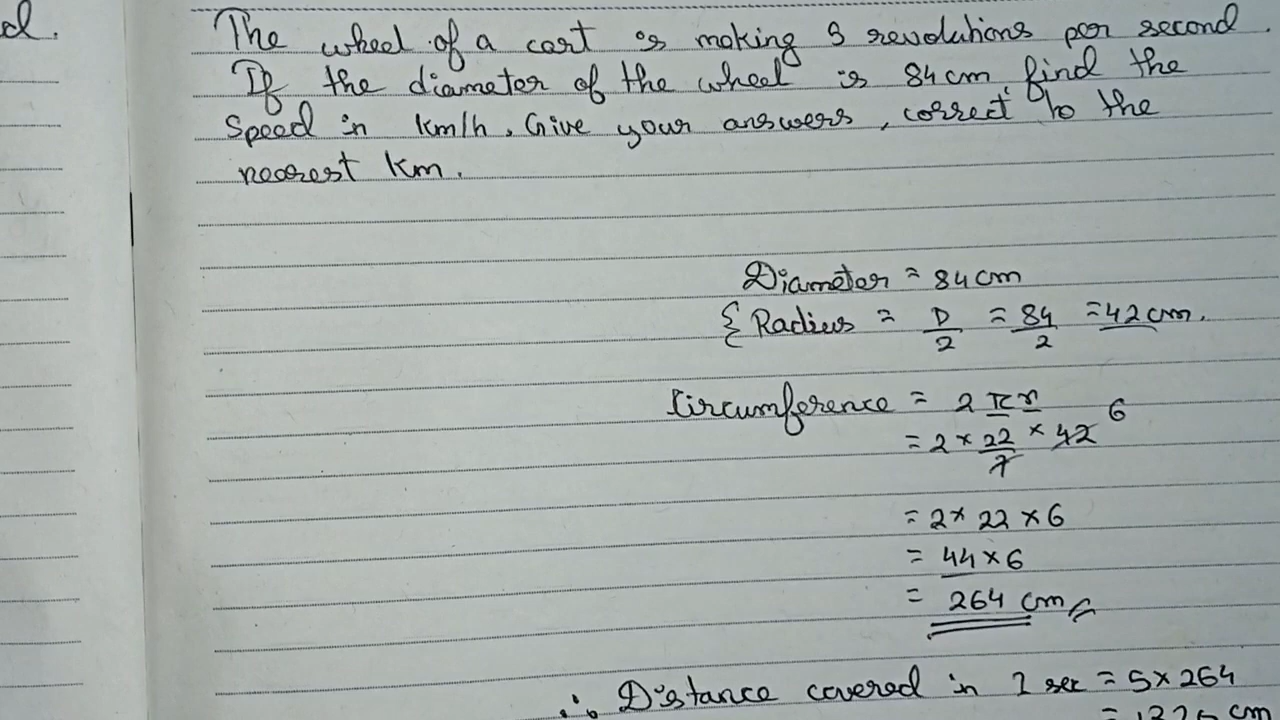 d.
The wheel of a cart is making 5 revolutions per second.
If the diameter of the wheel is 84 cm, find the
speed in km/h. Give your answers, correct to the
nearest km.
Diameter = 84 cm
{ Radius = D/2 = 84/2 = 42 cm.
Circumference = 2 π r
= 2 × 22/7 × 42 6
= 2 × 22 × 6
= 44 × 6
= 264 cm
∴ Distance covered in 1 sec = 5 × 264
= cm